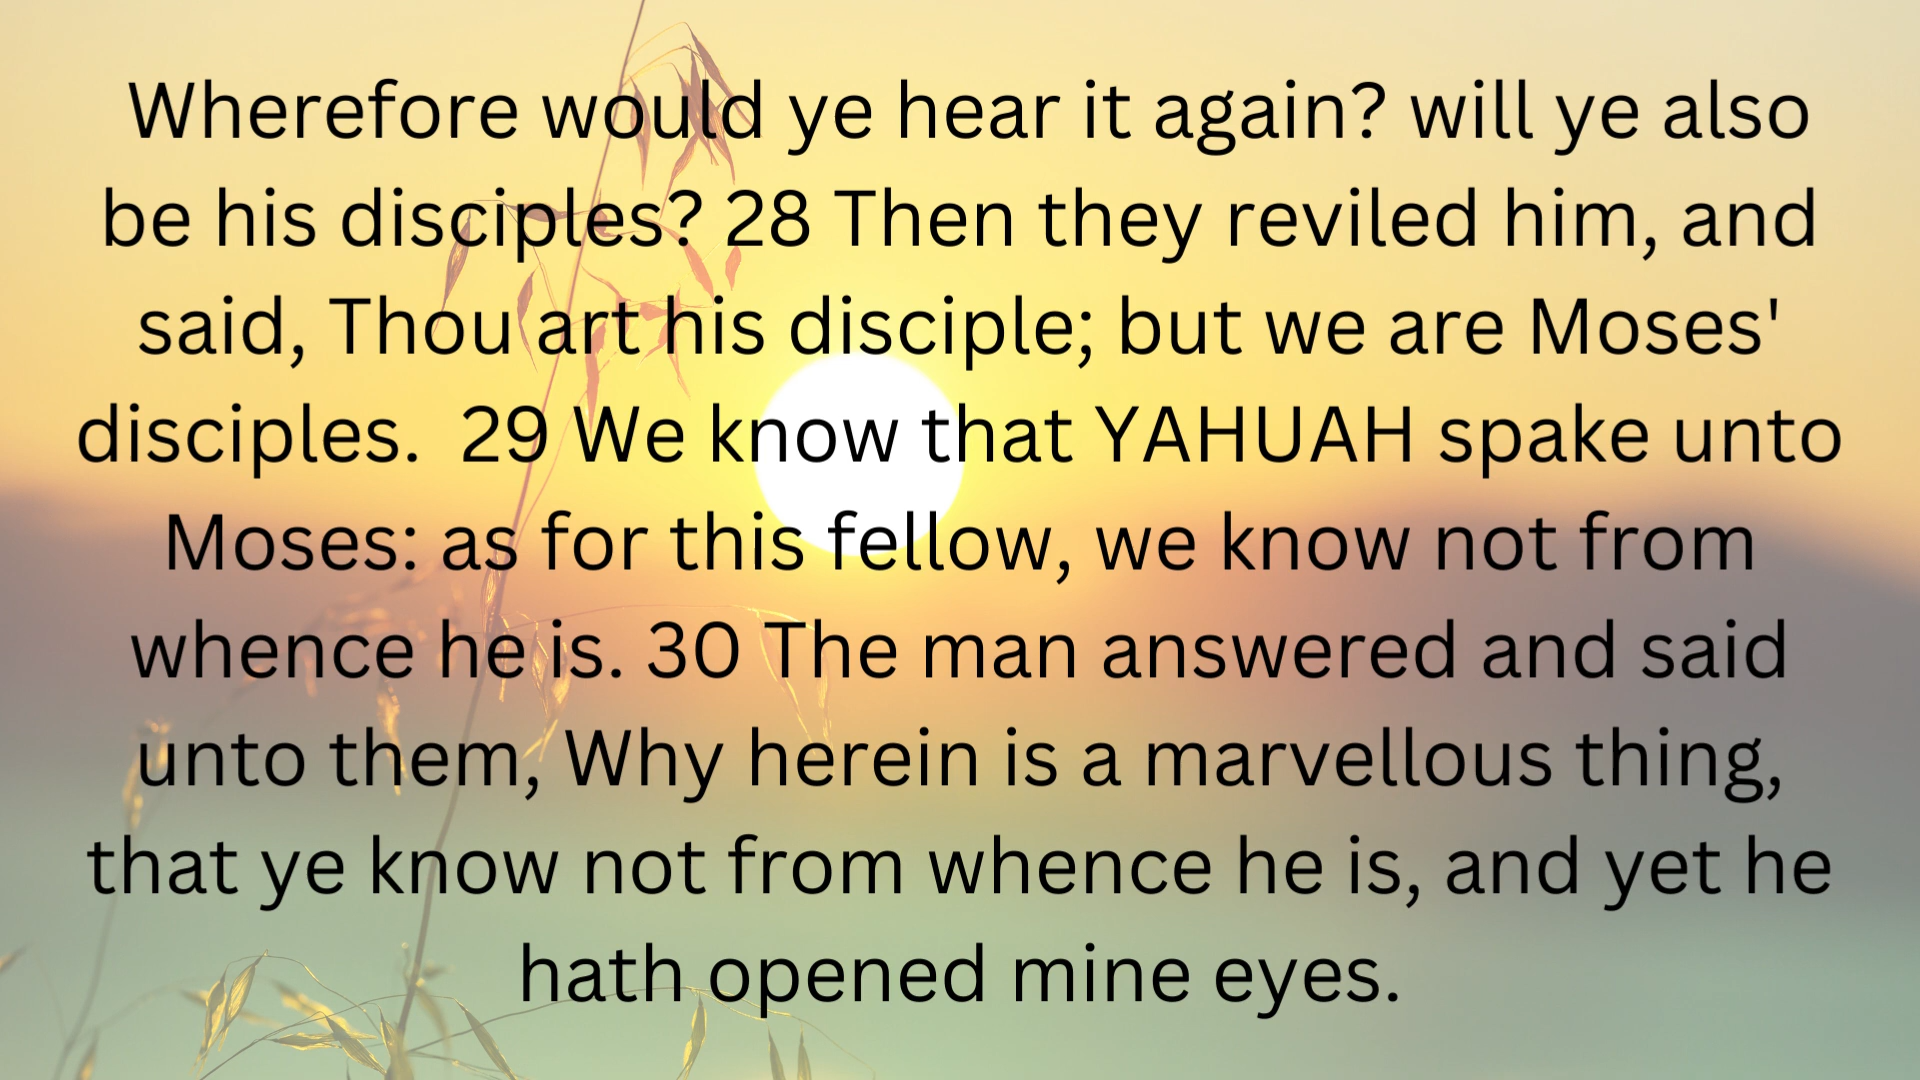 Wherefore would ye hear it again? will ye also
be his disciples? 28 Then they reviled him, and
said, Thou art his disciple; but we are Moses'
disciples.  29 We know that YAHUAH spake unto
Moses: as for this fellow, we know not from
whence he is. 30 The man answered and said
unto them, Why herein is a marvellous thing,
that ye know not from whence he is, and yet he
hath opened mine eyes.